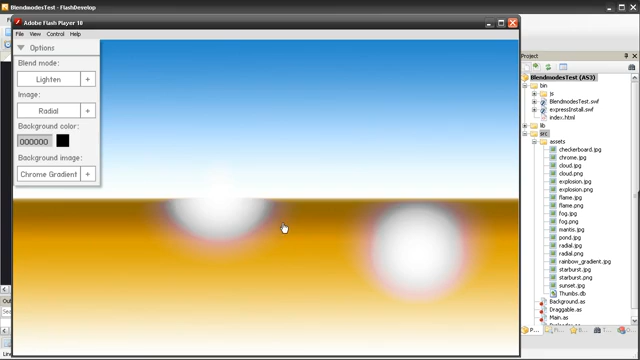 BlendmodesTest - FlashDevelop
Adobe Flash Player 10
File View Control Help
Options
Blend mode:
Lighten +
Image:
Radial +
Background color:
000000
Background image:
Chrome Gradient +
Project
BlendmodesTest (AS3)
bin
js
BlendmodesTest.swf
expressInstall.swf
index.html
lib
src
assets
checkerboard.jpg
chrome.jpg
cloud.jpg
cloud.png
explosion.jpg
explosion.png
flame.jpg
flame.png
fog.jpg
fog.png
mantis.jpg
pond.jpg
radial.jpg
radial.png
rainbow_gradient.jpg
starburst.jpg
starburst.png
sunset.jpg
Thumbs.db
Background.as
Draggable.as
Main.as